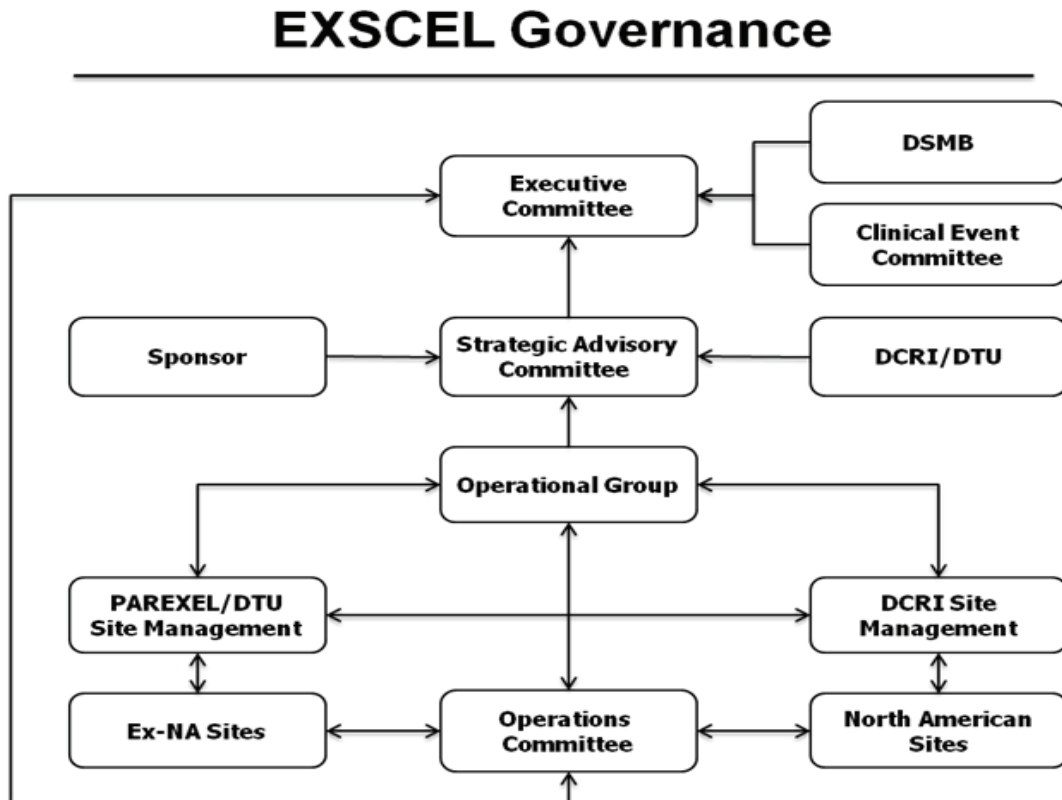 EXSCEL Governance
DSMB
Executive
Committee
Clinical Event
Committee
Sponsor
Strategic Advisory
Committee
DCRI/DTU
Operational Group
PAREXEL/DTU
Site Management
DCRI Site
Management
Ex-NA Sites
Operations
Committee
North American
Sites